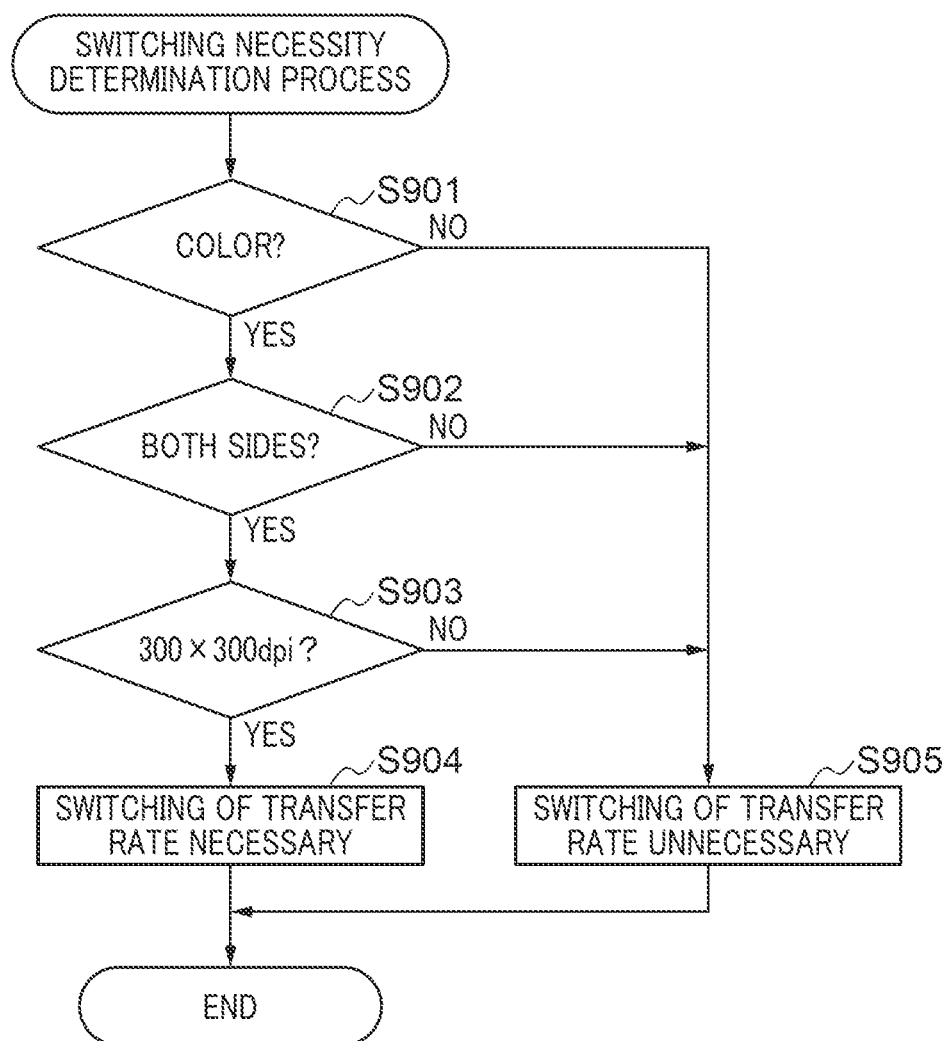 SWITCHING NECESSITY
DETERMINATION PROCESS
S901
COLOR?
NO
YES
S902
BOTH SIDES?
NO
YES
S903
300×300dpi?
NO
YES
S904
SWITCHING OF TRANSFER
RATE NECESSARY
S905
SWITCHING OF TRANSFER
RATE UNNECESSARY
END